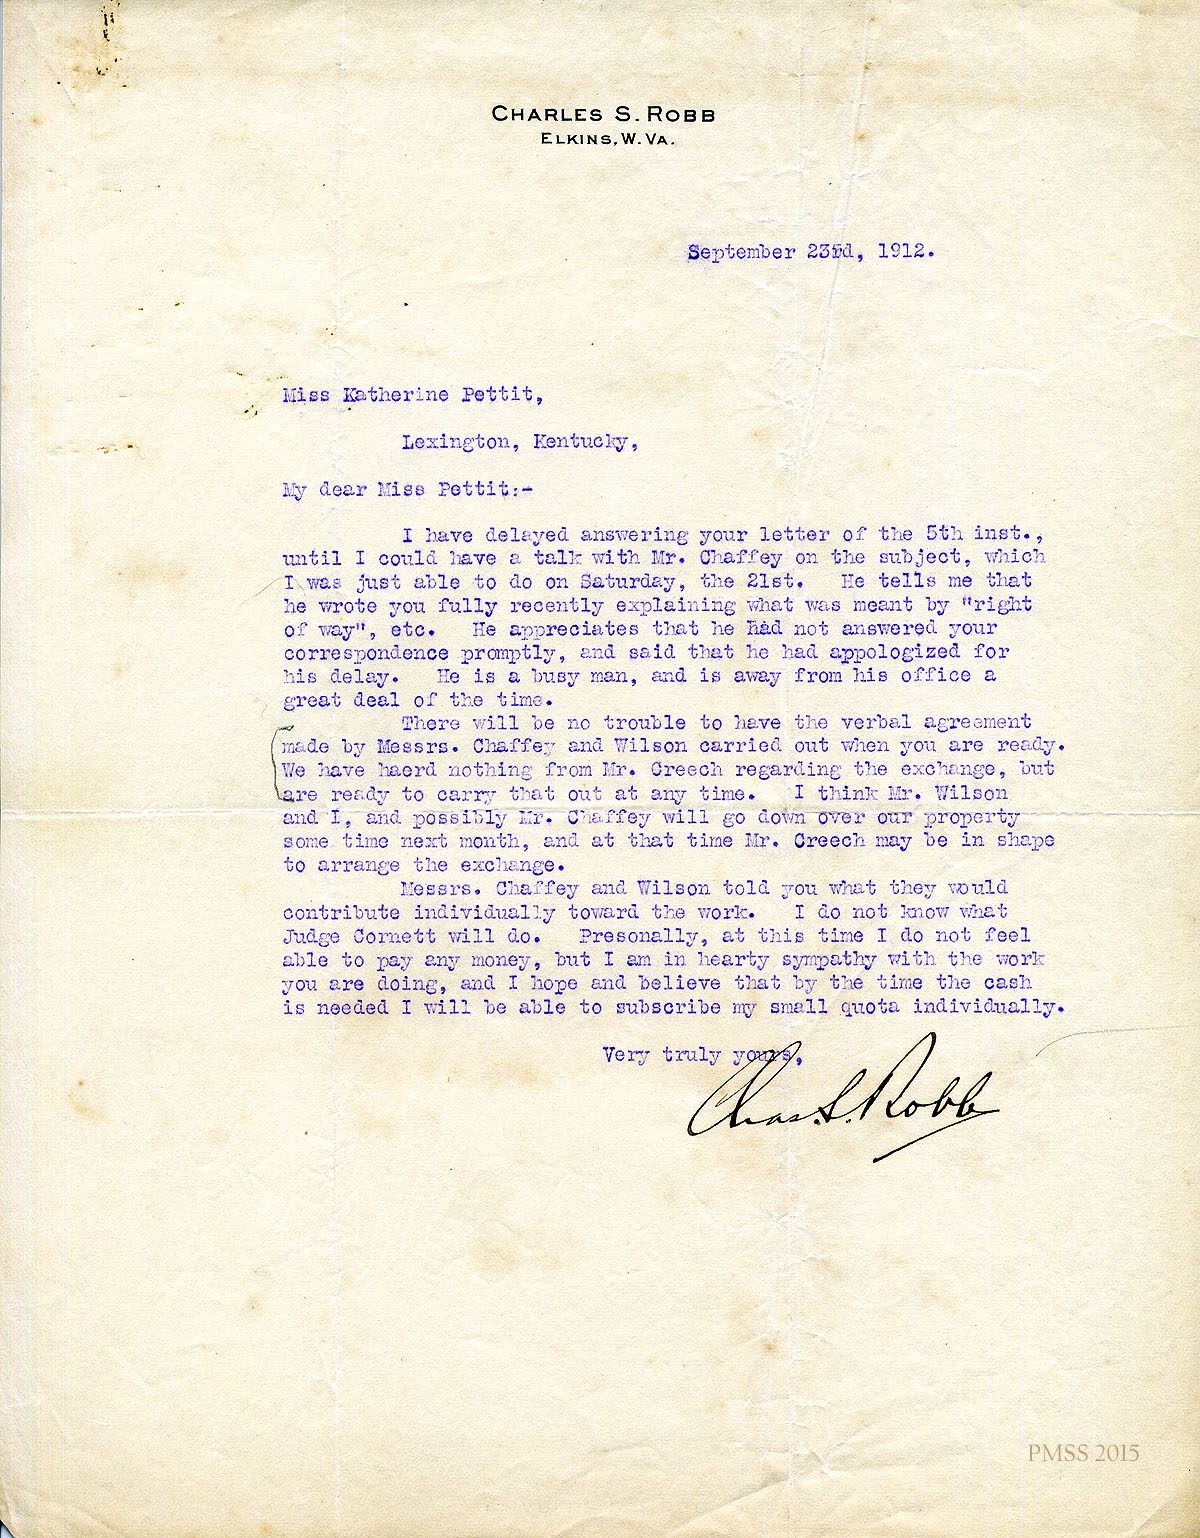 CHARLES S. ROBB
ELKINS, W. VA.
September 23rd, 1912.
Miss Katherine Pettit,
Lexington, Kentucky,
My dear Miss Pettit:-
I have delayed answering your letter of the 5th inst.,
until I could have a talk with Mr. Chaffey on the subject, which
I was just able to do on Saturday, the 21st. He tells me that
he wrote you fully recently explaining what was meant by "right
of way", etc. He appreciates that he had not answered your
correspondence promptly, and said that he had appologized for
his delay. He is a busy man, and is away from his office a
great deal of the time.
There will be no trouble to have the verbal agreement
made by Messrs. Chaffey and Wilson carried out when you are ready.
We have haerd nothing from Mr. Creech regarding the exchange, but
are ready to carry that out at any time. I think Mr. Wilson
and I, and possibly Mr. Chaffey will go down over our property
some time next month, and at that time Mr. Creech may be in shape
to arrange the exchange.
Messrs. Chaffey and Wilson told you what they would
contribute individually toward the work. I do not know what
Judge Cornett will do. Presonally, at this time I do not feel
able to pay any money, but I am in hearty sympathy with the work
you are doing, and I hope and believe that by the time the cash
is needed I will be able to subscribe my small quota individually.
Very truly yours,
Chas. S. Robb
PMSS 2015